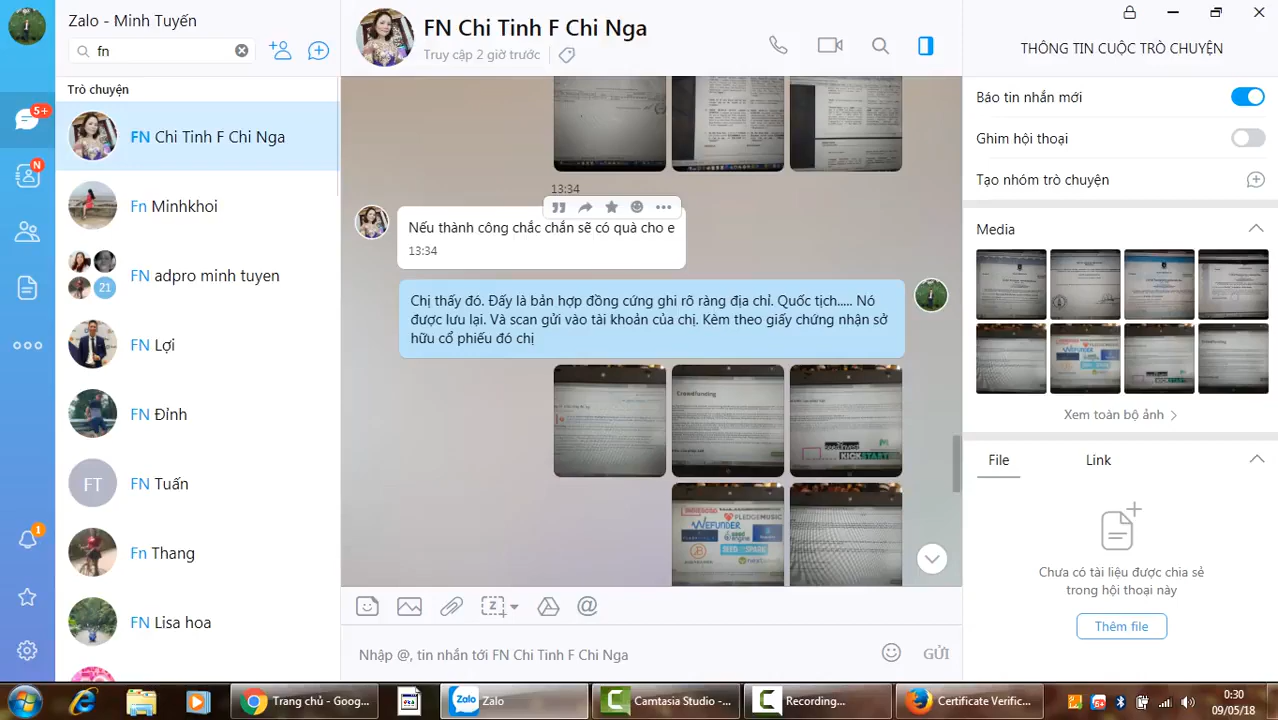 Zalo - Minh Tuyến
fn
Trò chuyện
5+
N
1
FN Chi Tinh F Chi Nga
Fn Minhkhoi
FN adpro minh tuyen
21
FN Lợi
FN Đỉnh
FT
FN Tuấn
Fn Thang
FN Lisa hoa
FN Chi Tinh F Chi Nga
Truy cập 2 giờ trước
13:34
Nếu thành công chắc chắn sẽ có quà cho e
13:34
Chị thấy đó. Đấy là bản hợp đồng cứng ghi rõ ràng địa chỉ. Quốc tịch..... Nó
được lưu lại. Và scan gửi vào tài khoản của chị. Kèm theo giấy chứng nhận sở
hữu cổ phiếu đó chị
Crowdfunding
KICKSTART
PLEDGEMUSIC
WEFUNDER
SEED&SPARK
Nhập @, tin nhắn tới FN Chi Tinh F Chi Nga
GỬI
THÔNG TIN CUỘC TRÒ CHUYỆN
Báo tin nhắn mới
Ghim hội thoại
Tạo nhóm trò chuyện
Media
Xem toàn bộ ảnh
File
Link
Chưa có tài liệu được chia sẻ
trong hội thoại này
Thêm file
Trang chủ - Goog...
Zalo
Camtasia Studio -...
Recording...
Certificate Verific...
0:30
09/05/18